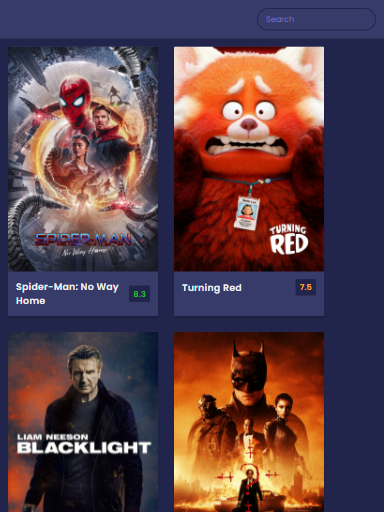 Search
SPIDER-MAN
No Way Home
TURNING
RED
Spider-Man: No Way
Home
8.3
Turning Red
7.5
LIAM NEESON
BLACKLIGHT